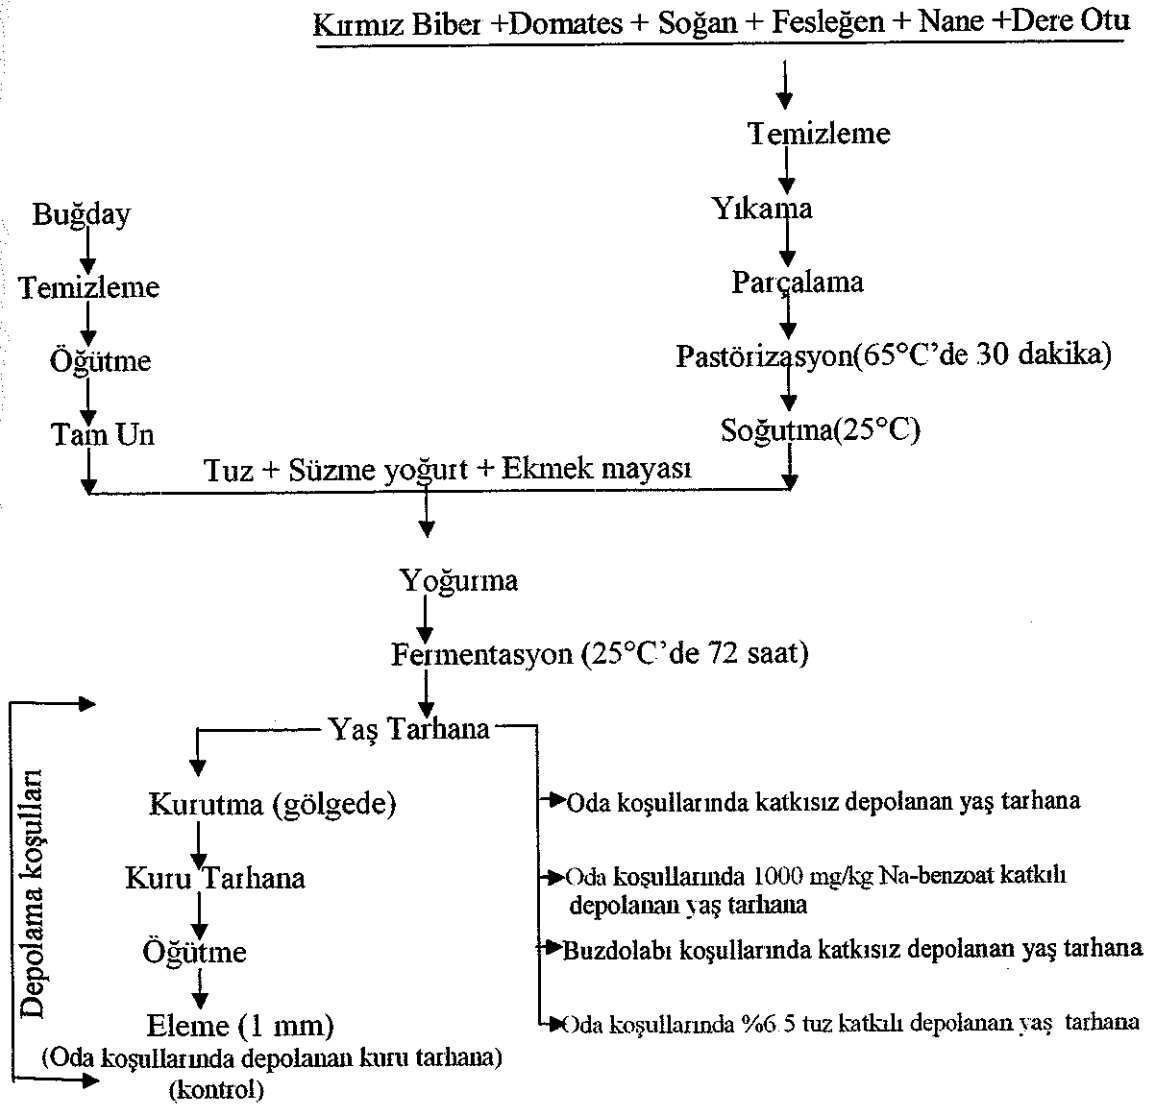 Kırmız Biber +Domates + Soğan + Fesleğen + Nane +Dere Otu
Temizleme
Yıkama
Parçalama
Pastörizasyon(65°C'de 30 dakika)
Soğutma(25°C)
Buğday
Temizleme
Öğütme
Tam Un
Tuz + Süzme yoğurt + Ekmek mayası
Yoğurma
Fermentasyon (25°C'de 72 saat)
Yaş Tarhana
Depolama koşulları
Kurutma (gölgede)
Kuru Tarhana
Öğütme
Eleme (1 mm)
(Oda koşullarında depolanan kuru tarhana)
(kontrol)
Oda koşullarında katkısız depolanan yaş tarhana
Oda koşullarında 1000 mg/kg Na-benzoat katkılı
depolanan yaş tarhana
Buzdolabı koşullarında katkısız depolanan yaş tarhana
Oda koşullarında %6 5 tuz katkılı depolanan yaş tarhana